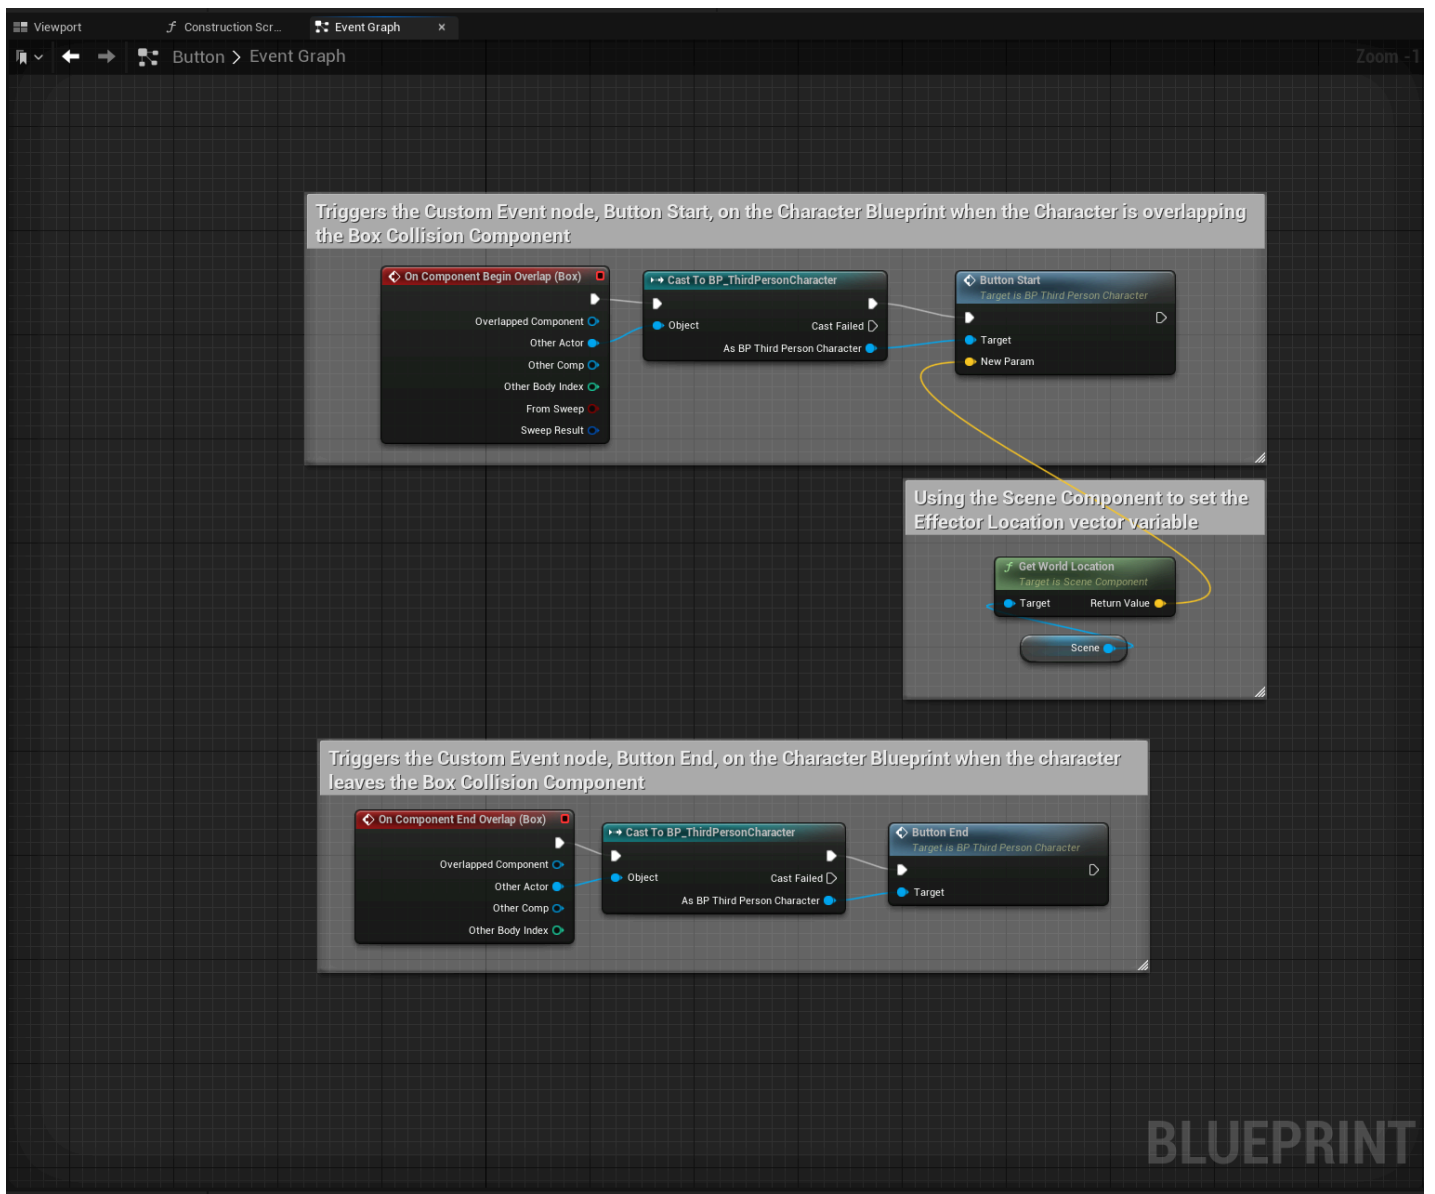 Viewport
Construction Scr...
Event Graph
Button > Event Graph
Zoom -1
Triggers the Custom Event node, Button Start, on the Character Blueprint when the Character is overlapping
the Box Collision Component
On Component Begin Overlap (Box)
Overlapped Component
Other Actor
Other Comp
Other Body Index
From Sweep
Sweep Result
Cast To BP_ThirdPersonCharacter
Object
Cast Failed
As BP Third Person Character
Button Start
Target is BP Third Person Character
Target
New Param
Using the Scene Component to set the
Effector Location vector variable
Get World Location
Target is Scene Component
Target Return Value
Scene
Triggers the Custom Event node, Button End, on the Character Blueprint when the character
leaves the Box Collision Component
On Component End Overlap (Box)
Overlapped Component
Other Actor
Other Comp
Other Body Index
Cast To BP_ThirdPersonCharacter
Object
Cast Failed
As BP Third Person Character
Button End
Target is BP Third Person Character
Target
BLUEPRINT